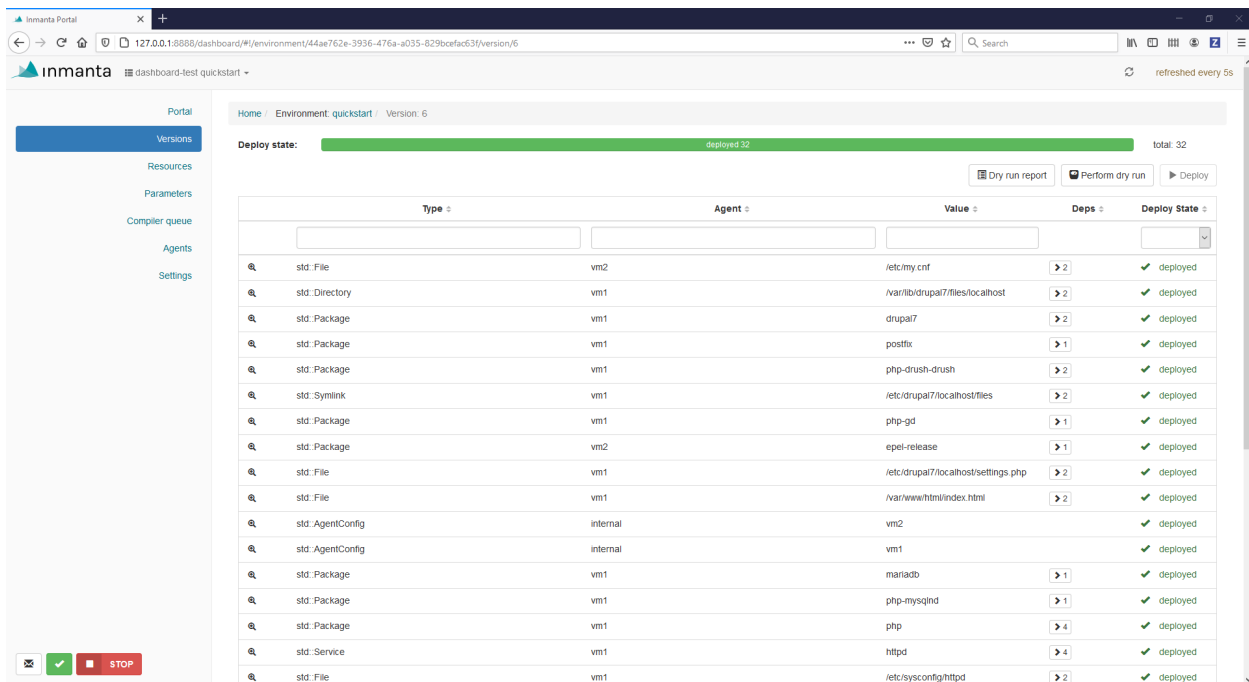 Inmanta Portal
127.0.0.1:8888/dashboard/#!/environment/44ae762e-3936-476a-a035-829bcefac63f/version/6
Search
inmanta dashboard-test quickstart refreshed every 5s
Portal
Versions
Resources
Parameters
Compiler queue
Agents
Settings
Home / Environment: quickstart / Version: 6
Deploy state: deployed 32 total: 32
Dry run report Perform dry run Deploy
Type Agent Value Deps Deploy State
std::File vm2 /etc/my.cnf 2 deployed
std::Directory vm1 /var/lib/drupal7/files/localhost 2 deployed
std::Package vm1 drupal7 2 deployed
std::Package vm1 postfix 1 deployed
std::Package vm1 php-drush-drush 2 deployed
std::Symlink vm1 /etc/drupal7/localhost/files 2 deployed
std::Package vm1 php-gd 1 deployed
std::Package vm2 epel-release 1 deployed
std::File vm1 /etc/drupal7/localhost/settings.php 2 deployed
std::File vm1 /var/www/html/index.html 2 deployed
std::AgentConfig internal vm2 deployed
std::AgentConfig internal vm1 deployed
std::Package vm1 mariadb 1 deployed
std::Package vm1 php-mysqlnd 1 deployed
std::Package vm1 php 4 deployed
std::Service vm1 httpd 4 deployed
std::File vm1 /etc/sysconfig/httpd 2 deployed
STOP